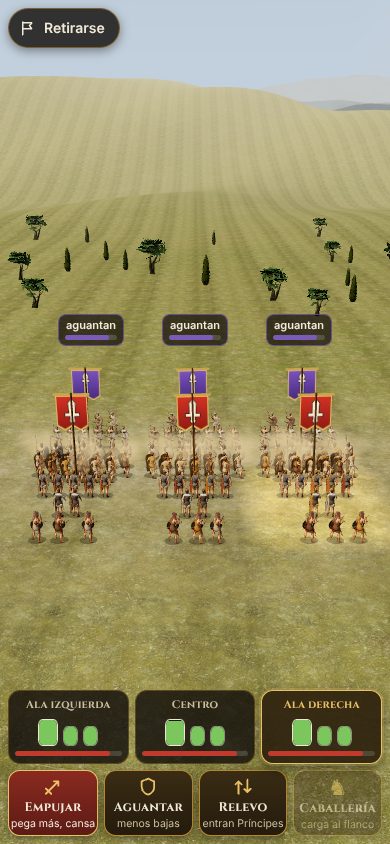 Retirarse
aguantan
aguantan
aguantan
Ala izquierda
Centro
Ala derecha
Empujar
pega más, cansa
Aguantar
menos bajas
Relevo
entran Príncipes
Caballería
carga al flanco